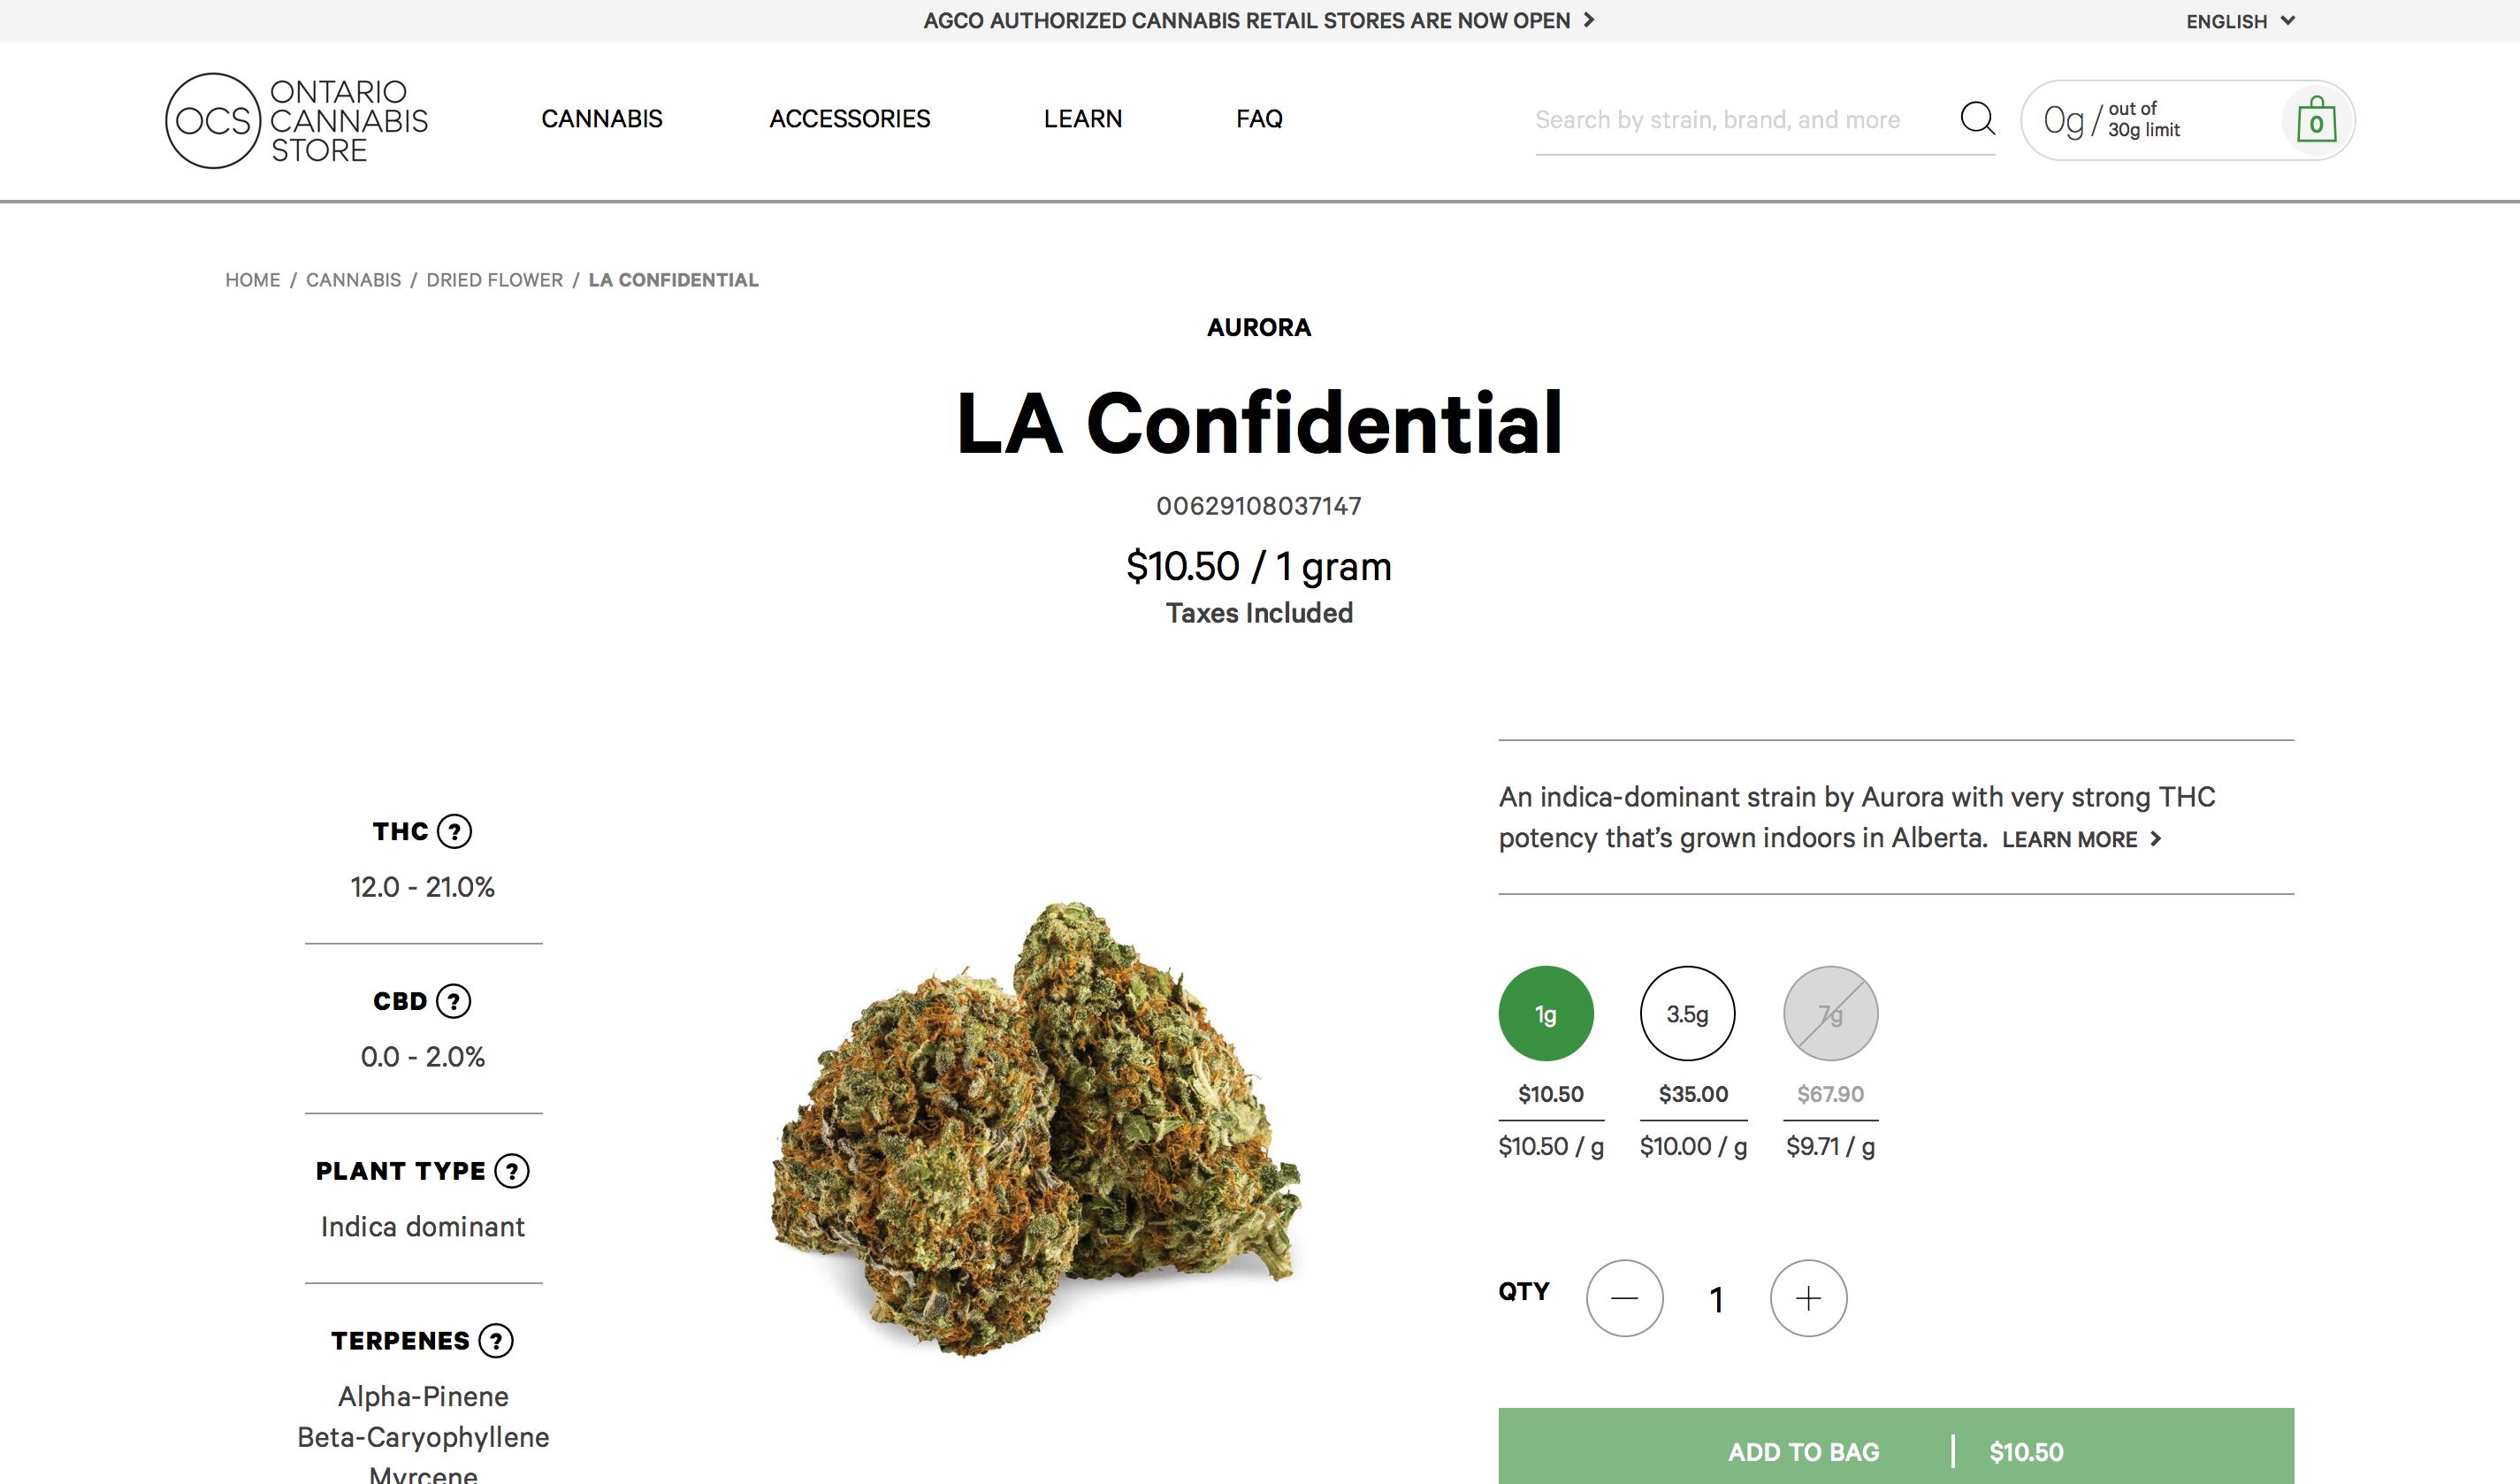 AGCO AUTHORIZED CANNABIS RETAIL STORES ARE NOW OPEN
ENGLISH
OCS
ONTARIO
CANNABIS
STORE
CANNABIS
ACCESSORIES
LEARN
FAQ
Search by strain, brand, and more
0g / out of
30g limit
0
HOME / CANNABIS / DRIED FLOWER / LA CONFIDENTIAL
AURORA
LA Confidential
00629108037147
$10.50 / 1 gram
Taxes Included
THC ?
12.0 - 21.0%
CBD ?
0.0 - 2.0%
PLANT TYPE ?
Indica dominant
TERPENES ?
Alpha-Pinene
Beta-Caryophyllene
Myrcene
An indica-dominant strain by Aurora with very strong THC
potency that’s grown indoors in Alberta. LEARN MORE
1g 3.5g 7g
$10.50 $35.00 $67.90
$10.50 / g $10.00 / g $9.71 / g
QTY 1
ADD TO BAG | $10.50